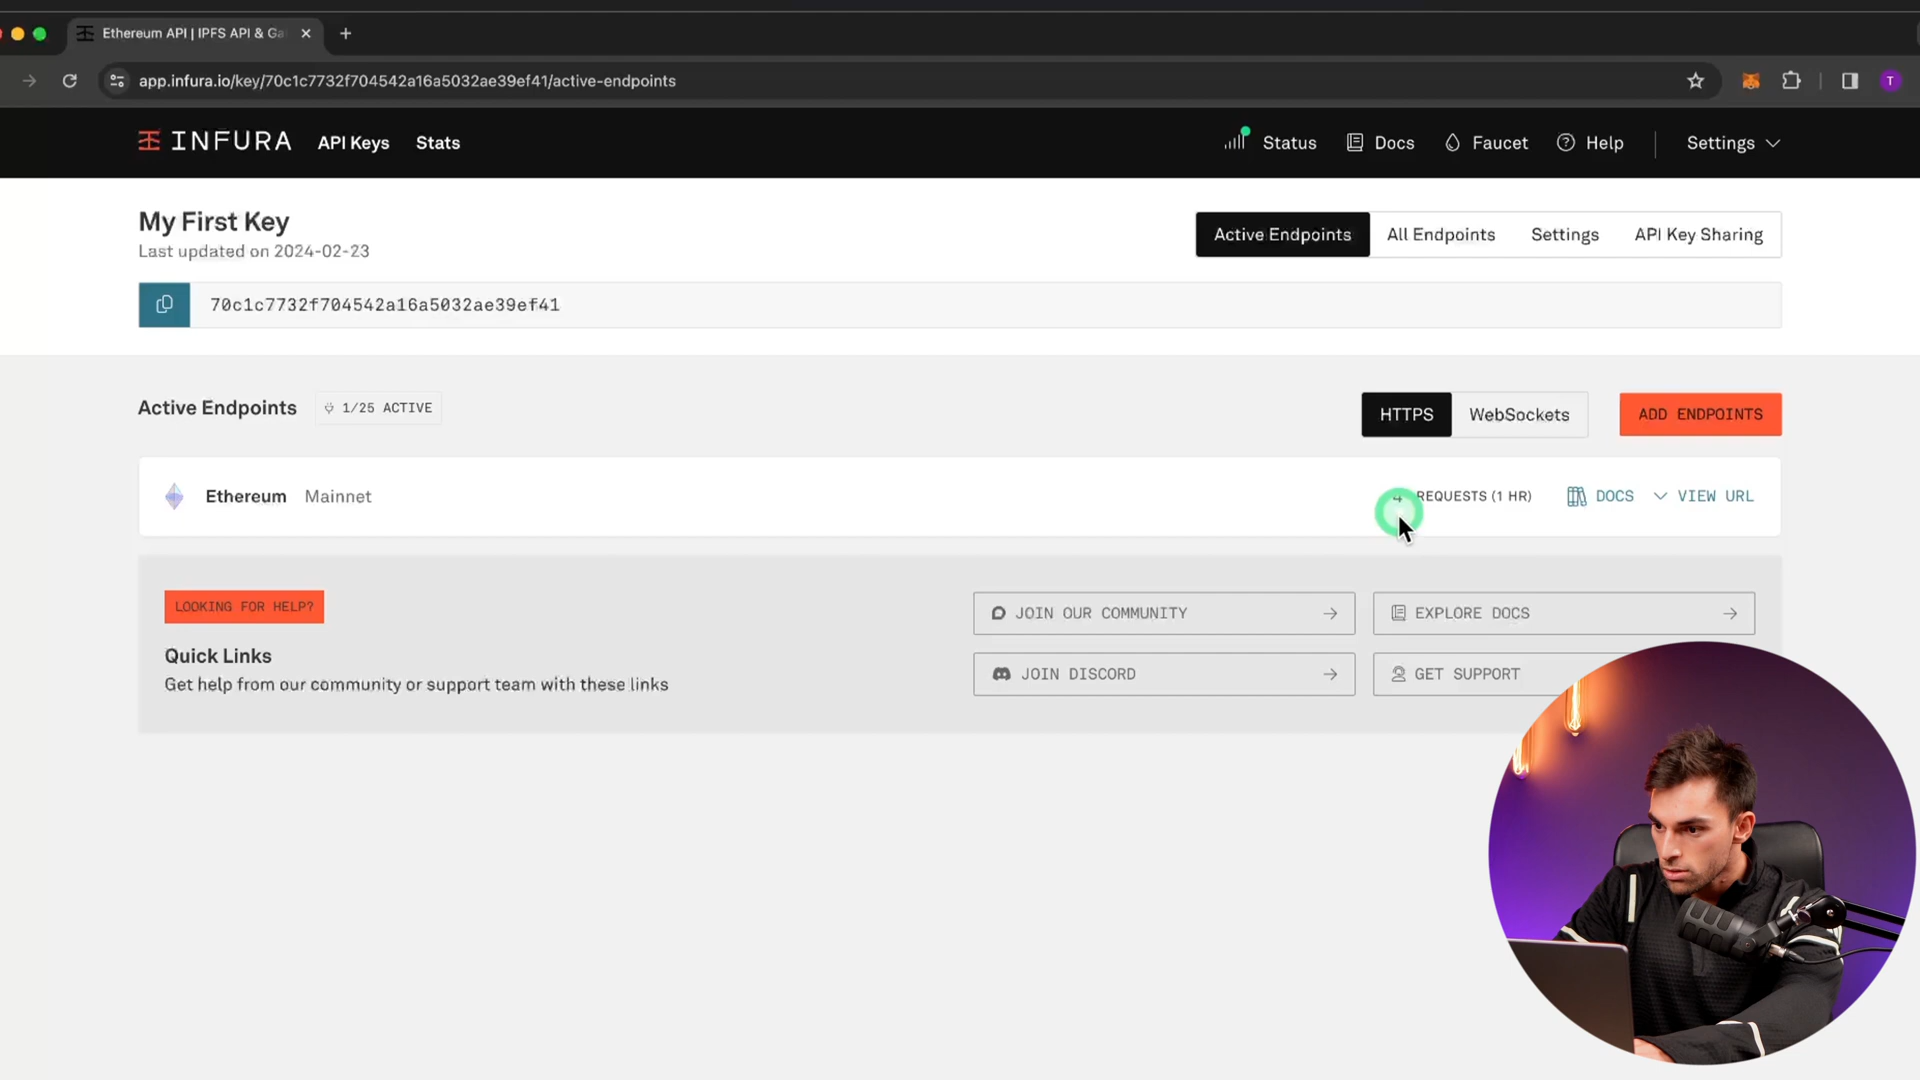 Ethereum API | IPFS API & Ga
app.infura.io/key/70c1c7732f704542a16a5032ae39ef41/active-endpoints
T
INFURA API Keys Stats Status Docs Faucet Help Settings
My First Key
Last updated on 2024-02-23
Active Endpoints All Endpoints Settings API Key Sharing
70c1c7732f704542a16a5032ae39ef41
Active Endpoints 1/25 ACTIVE HTTPS WebSockets ADD ENDPOINTS
Ethereum Mainnet REQUESTS (1 HR) DOCS VIEW URL
LOOKING FOR HELP?
Quick Links
Get help from our community or support team with these links
JOIN OUR COMMUNITY EXPLORE DOCS
JOIN DISCORD GET SUPPORT